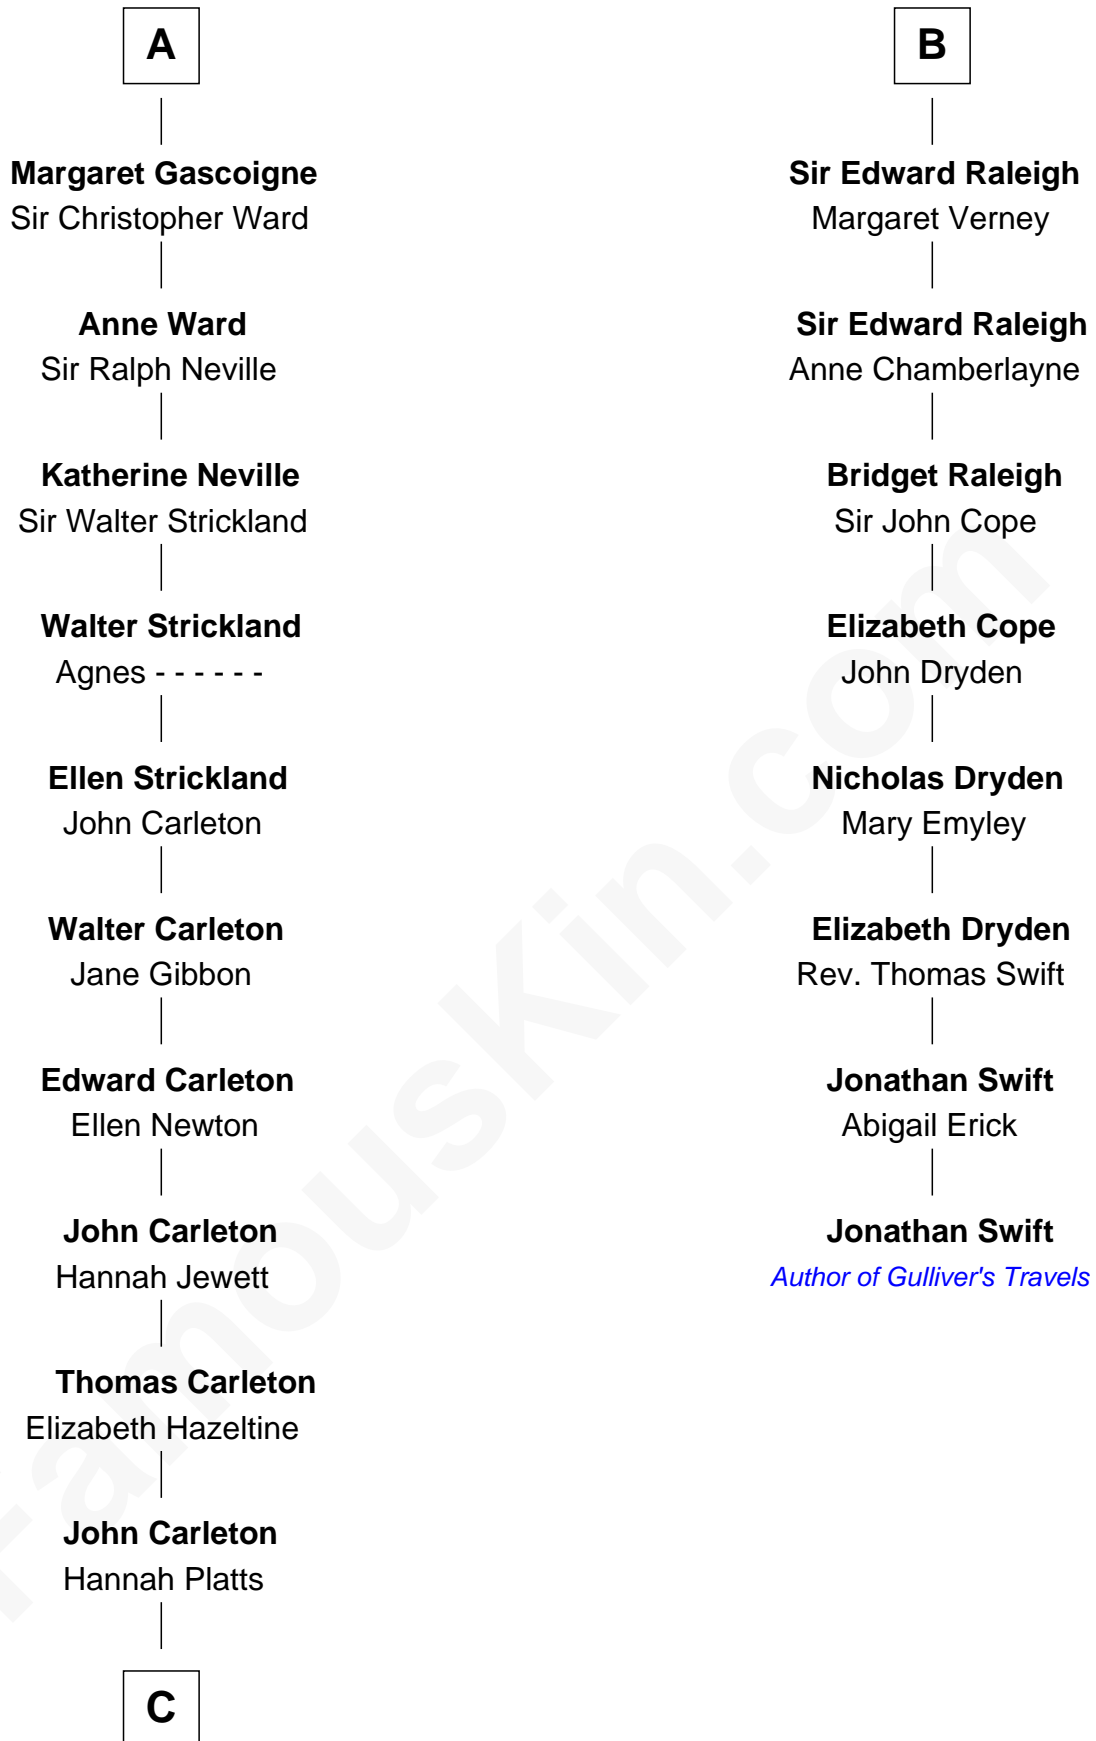 A
Margaret Gascoigne
Sir Christopher Ward
Anne Ward
Sir Ralph Neville
Katherine Neville
Sir Walter Strickland
Walter Strickland
Agnes - - - - - -
Ellen Strickland
John Carleton
Walter Carleton
Jane Gibbon
Edward Carleton
Ellen Newton
John Carleton
Hannah Jewett
Thomas Carleton
Elizabeth Hazeltine
John Carleton
Hannah Platts
C
B
Sir Edward Raleigh
Margaret Verney
Sir Edward Raleigh
Anne Chamberlayne
Bridget Raleigh
Sir John Cope
Elizabeth Cope
John Dryden
Nicholas Dryden
Mary Emyley
Elizabeth Dryden
Rev. Thomas Swift
Jonathan Swift
Abigail Erick
Jonathan Swift
Author of Gulliver's Travels
FamousKin.com